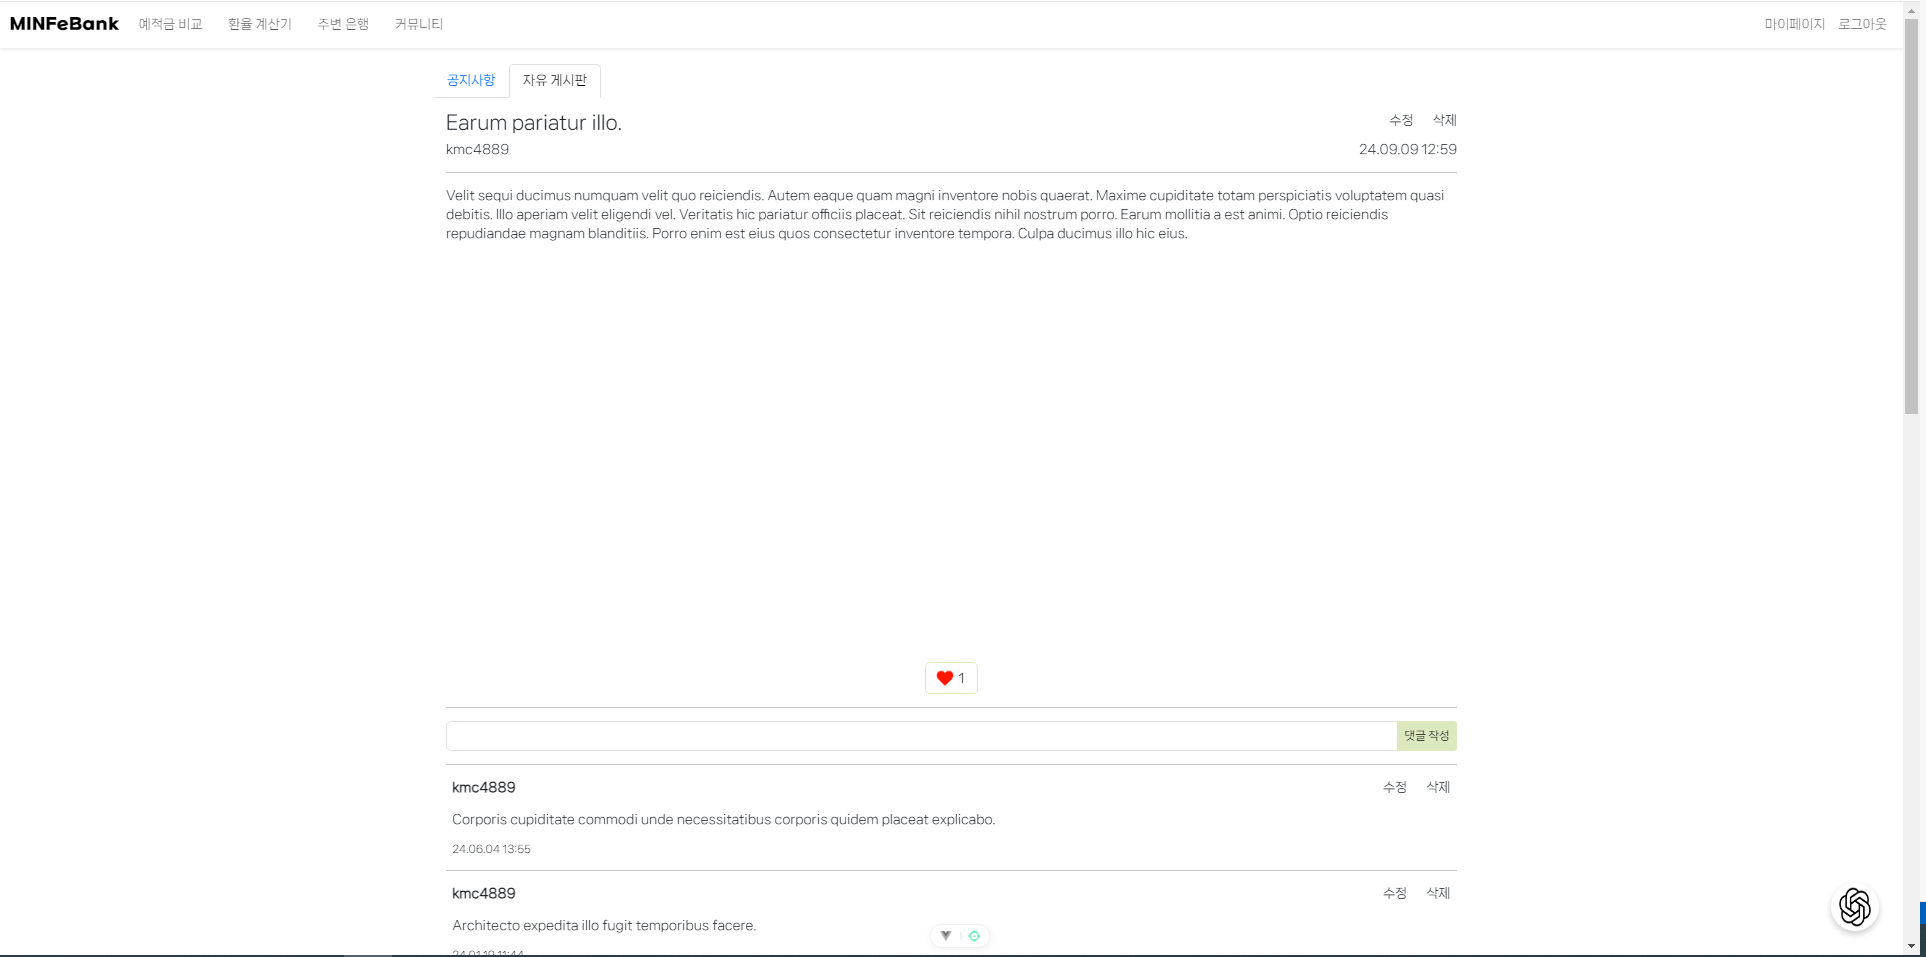 MINFeBank 예적금 비교 환율 계산기 주변 은행 커뮤니티 마이페이지 로그아웃
공지사항 자유 게시판
Earum pariatur illo. 수정 삭제
kmc4889 24.09.09 12:59
Velit sequi ducimus numquam velit quo reiciendis. Autem eaque quam magni inventore nobis quaerat. Maxime cupiditate totam perspiciatis voluptatem quasi
debitis. Illo aperiam velit eligendi vel. Veritatis hic pariatur officiis placeat. Sit reiciendis nihil nostrum porro. Earum mollitia a est animi. Optio reiciendis
repudiandae magnam blanditiis. Porro enim est eius quos consectetur inventore tempora. Culpa ducimus illo hic eius.
1
댓글 작성
kmc4889 수정 삭제
Corporis cupiditate commodi unde necessitatibus corporis quidem placeat explicabo.
24.06.04 13:55
kmc4889 수정 삭제
Architecto expedita illo fugit temporibus facere.
24.01.19 11:44